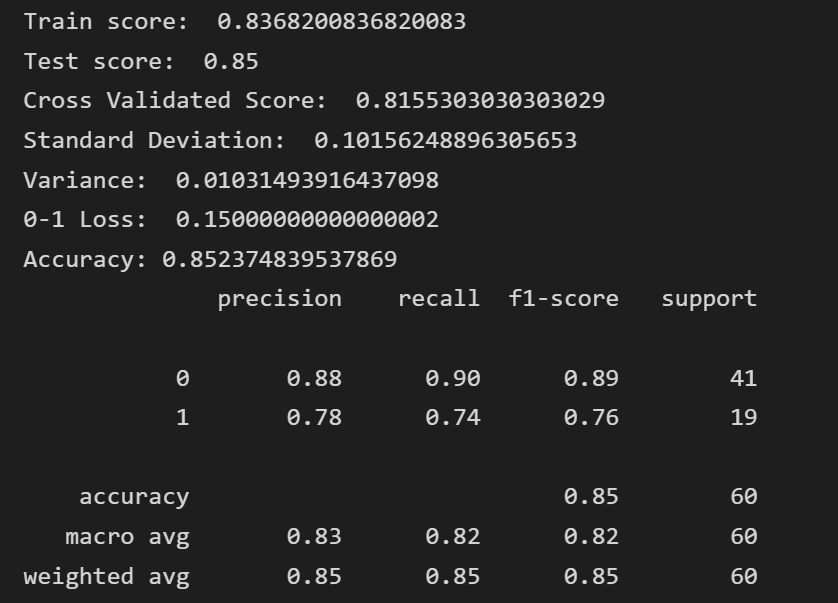 Train score:  0.8368200836820083
Test score:  0.85
Cross Validated Score:  0.8155303030303029
Standard Deviation:  0.10156248896305653
Variance:  0.01031493916437098
0-1 Loss:  0.15000000000000002
Accuracy: 0.852374839537869
              precision    recall  f1-score   support
           0       0.88      0.90      0.89        41
           1       0.78      0.74      0.76        19
    accuracy                           0.85        60
   macro avg       0.83      0.82      0.82        60
weighted avg       0.85      0.85      0.85        60